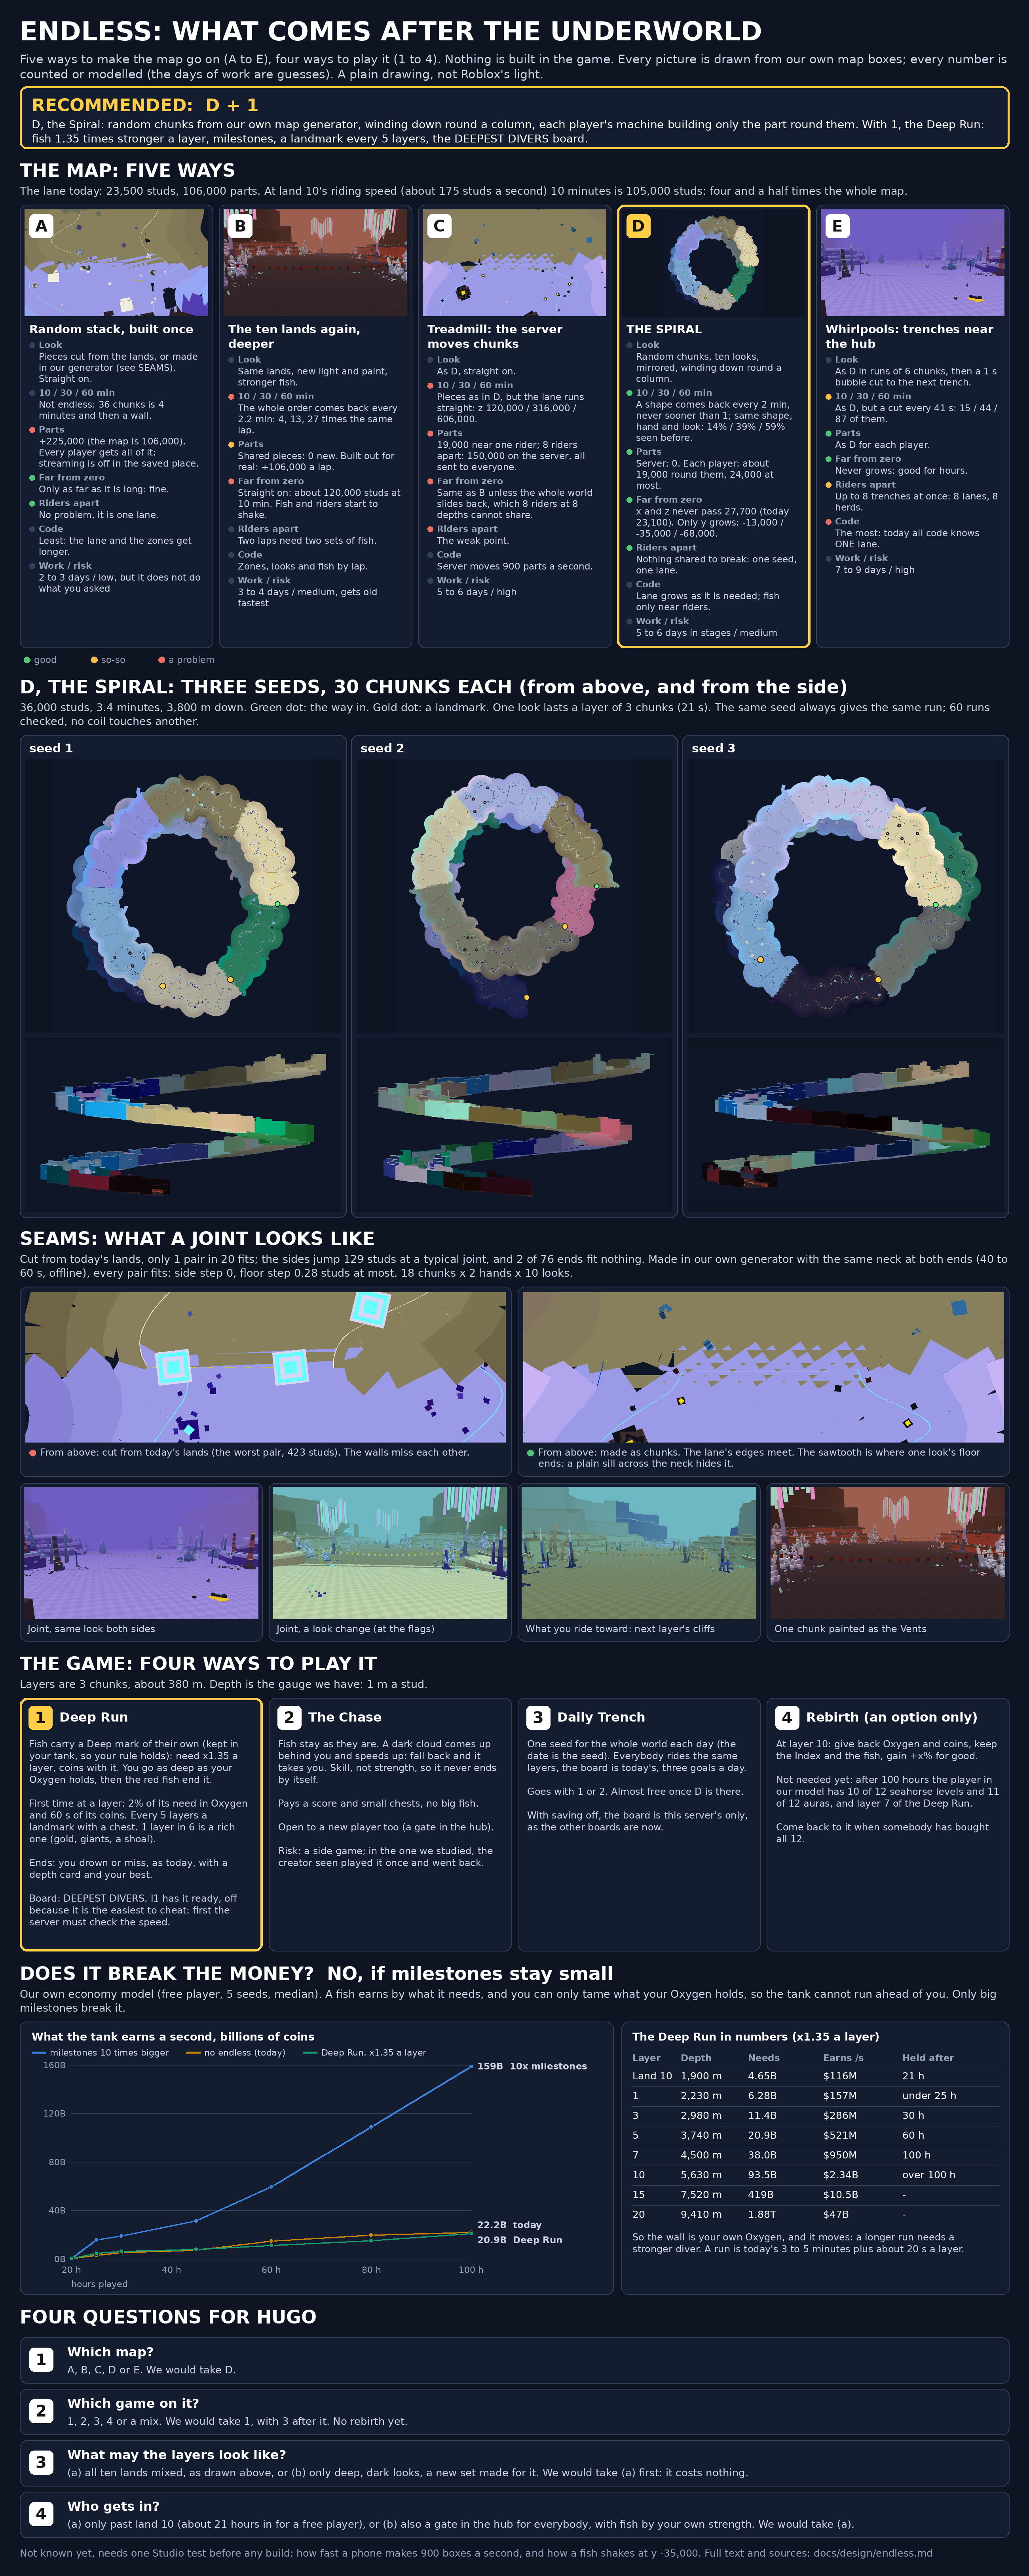 ENDLESS: WHAT COMES AFTER THE UNDERWORLD
Five ways to make the map go on (A to E), four ways to play it (1 to 4). Nothing is built in the game. Every picture is drawn from our own map boxes; every number is
counted or modelled (the days of work are guesses). A plain drawing, not Roblox's light.
RECOMMENDED: D + 1
D, the Spiral: random chunks from our own map generator, winding down round a column, each player's machine building only the part round them. With 1, the Deep Run:
fish 1.35 times stronger a layer, milestones, a landmark every 5 layers, the DEEPEST DIVERS board.
THE MAP: FIVE WAYS
The lane today: 23,500 studs, 106,000 parts. At land 10's riding speed (about 175 studs a second) 10 minutes is 105,000 studs: four and a half times the whole map.
A
Random stack, built once
Look
Pieces cut from the lands, or made
in our generator (see SEAMS).
Straight on.
10 / 30 / 60 min
Not endless: 36 chunks is 4
minutes and then a wall.
Parts
+225,000 (the map is 106,000).
Every player gets all of it:
streaming is off in the saved place.
Far from zero
Only as far as it is long: fine.
Riders apart
No problem, it is one lane.
Code
Least: the lane and the zones get
longer.
Work / risk
2 to 3 days / low, but it does not do
what you asked
B
The ten lands again,
deeper
Look
Same lands, new light and paint,
stronger fish.
10 / 30 / 60 min
The whole order comes back every
2.2 min: 4, 13, 27 times the same
lap.
Parts
Shared pieces: 0 new. Built out for
real: +106,000 a lap.
Far from zero
Straight on: about 120,000 studs at
10 min. Fish and riders start to
shake.
Riders apart
Two laps need two sets of fish.
Code
Zones, looks and fish by lap.
Work / risk
3 to 4 days / medium, gets old
fastest
C
Treadmill: the server
moves chunks
Look
As D, straight on.
10 / 30 / 60 min
Pieces as in D, but the lane runs
straight: z 120,000 / 316,000 /
606,000.
Parts
19,000 near one rider; 8 riders
apart: 150,000 on the server, all
sent to everyone.
Far from zero
Same as B unless the whole world
slides back, which 8 riders at 8
depths cannot share.
Riders apart
The weak point.
Code
Server moves 900 parts a second.
Work / risk
5 to 6 days / high
D
THE SPIRAL
Look
Random chunks, ten looks,
mirrored, winding down round a
column.
10 / 30 / 60 min
A shape comes back every 2 min,
never sooner than 1; same shape,
hand and look: 14% / 39% / 59%
seen before.
Parts
Server: 0. Each player: about
19,000 round them, 24,000 at
most.
Far from zero
x and z never pass 27,700 (today
23,100). Only y grows: -13,000 /
-35,000 / -68,000.
Riders apart
Nothing shared to break: one seed,
one lane.
Code
Lane grows as it is needed; fish
only near riders.
Work / risk
5 to 6 days in stages / medium
E
Whirlpools: trenches near
the hub
Look
As D in runs of 6 chunks, then a 1 s
bubble cut to the next trench.
10 / 30 / 60 min
As D, but a cut every 41 s: 15 / 44 /
87 of them.
Parts
As D for each player.
Far from zero
Never grows: good for hours.
Riders apart
Up to 8 trenches at once: 8 lanes, 8
herds.
Code
The most: today all code knows
ONE lane.
Work / risk
7 to 9 days / high
good
so-so
a problem
D, THE SPIRAL: THREE SEEDS, 30 CHUNKS EACH (from above, and from the side)
36,000 studs, 3.4 minutes, 3,800 m down. Green dot: the way in. Gold dot: a landmark. One look lasts a layer of 3 chunks (21 s). The same seed always gives the same run; 60 runs
checked, no coil touches another.
seed 1
seed 2
seed 3
SEAMS: WHAT A JOINT LOOKS LIKE
Cut from today's lands, only 1 pair in 20 fits; the sides jump 129 studs at a typical joint, and 2 of 76 ends fit nothing. Made in our own generator with the same neck at both ends (40 to
60 s, offline), every pair fits: side step 0, floor step 0.28 studs at most. 18 chunks x 2 hands x 10 looks.
From above: cut from today's lands (the worst pair, 423 studs). The walls miss each other.
From above: made as chunks. The lane's edges meet. The sawtooth is where one look's floor
ends: a plain sill across the neck hides it.
Joint, same look both sides
Joint, a look change (at the flags)
What you ride toward: next layer's cliffs
One chunk painted as the Vents
THE GAME: FOUR WAYS TO PLAY IT
Layers are 3 chunks, about 380 m. Depth is the gauge we have: 1 m a stud.
1 Deep Run
Fish carry a Deep mark of their own (kept in
your tank, so your rule holds): need x1.35 a
layer, coins with it. You go as deep as your
Oxygen holds, then the red fish end it.
First time at a layer: 2% of its need in Oxygen
and 60 s of its coins. Every 5 layers a
landmark with a chest. 1 layer in 6 is a rich
one (gold, giants, a shoal).
Ends: you drown or miss, as today, with a
depth card and your best.
Board: DEEPEST DIVERS. I1 has it ready, off
because it is the easiest to cheat: first the
server must check the speed.
2 The Chase
Fish stay as they are. A dark cloud comes up
behind you and speeds up: fall back and it
takes you. Skill, not strength, so it never ends
by itself.
Pays a score and small chests, no big fish.
Open to a new player too (a gate in the hub).
Risk: a side game; in the one we studied, the
creator seen played it once and went back.
3 Daily Trench
One seed for the whole world each day (the
date is the seed). Everybody rides the same
layers, the board is today's, three goals a day.
Goes with 1 or 2. Almost free once D is there.
With saving off, the board is this server's only,
as the other boards are now.
4 Rebirth (an option only)
At layer 10: give back Oxygen and coins, keep
the Index and the fish, gain +x% for good.
Not needed yet: after 100 hours the player in
our model has 10 of 12 seahorse levels and 11
of 12 auras, and layer 7 of the Deep Run.
Come back to it when somebody has bought
all 12.
DOES IT BREAK THE MONEY? NO, if milestones stay small
Our own economy model (free player, 5 seeds, median). A fish earns by what it needs, and you can only tame what your Oxygen holds, so the tank cannot run ahead of you. Only big
milestones break it.
What the tank earns a second, billions of coins
milestones 10 times bigger
no endless (today)
Deep Run, x1.35 a layer
160B
120B
80B
40B
0B
159B 10x milestones
22.2B today
20.9B Deep Run
20 h
40 h
60 h
80 h
100 h
hours played
The Deep Run in numbers (x1.35 a layer)
Layer Depth Needs Earns /s Held after
Land 10 1,900 m 4.65B $116M 21 h
1 2,230 m 6.28B $157M under 25 h
3 2,980 m 11.4B $286M 30 h
5 3,740 m 20.9B $521M 60 h
7 4,500 m 38.0B $950M 100 h
10 5,630 m 93.5B $2.34B over 100 h
15 7,520 m 419B $10.5B -
20 9,410 m 1.88T $47B -
So the wall is your own Oxygen, and it moves: a longer run needs a
stronger diver. A run is today's 3 to 5 minutes plus about 20 s a layer.
FOUR QUESTIONS FOR HUGO
1
Which map?
A, B, C, D or E. We would take D.
2
Which game on it?
1, 2, 3, 4 or a mix. We would take 1, with 3 after it. No rebirth yet.
3
What may the layers look like?
(a) all ten lands mixed, as drawn above, or (b) only deep, dark looks, a new set made for it. We would take (a) first: it costs nothing.
4
Who gets in?
(a) only past land 10 (about 21 hours in for a free player), or (b) also a gate in the hub for everybody, with fish by your own strength. We would take (a).
Not known yet, needs one Studio test before any build: how fast a phone makes 900 boxes a second, and how a fish shakes at y -35,000. Full text and sources: docs/design/endless.md